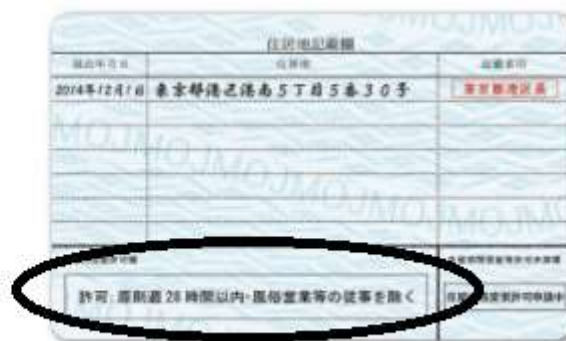 住居地記載欄
届出年月日 住居地 記載者印
2014年12月1日 東京都港区港南5丁目5番30号 東京都港区長
MOJMOJMOJMOJ
許可:原則週28時間以内・風俗営業等の従事を除く